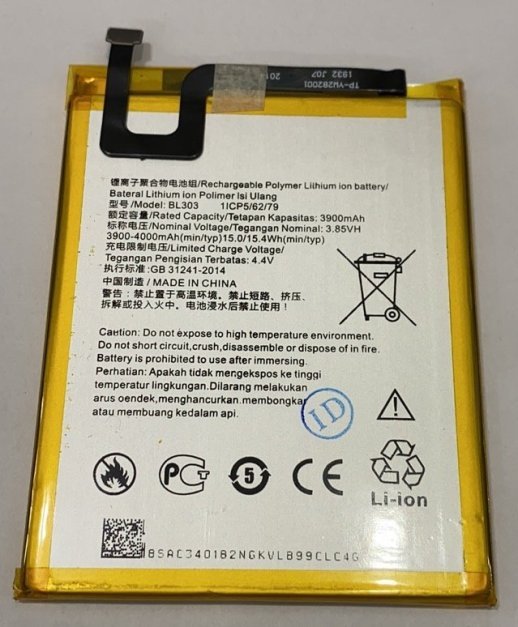 1932 J07
201
TP-YW282001
锂离子聚合物电池组/Rechargeable Polymer Liihium ion battery/
Bateral Lithium ion Polimer Isi Ulang
型号/Model: BL303 1ICP5/62/79
额定容量/Rated Capacity/Tetapan Kapasitas: 3900mAh
标称电压/Nominal Voltage/Tegangan Nominal: 3.85VH
3900-4000mAh(min/typ)15.0/15.4Wh(min/typ)
充电限制电压/Limited Charge Voltage/
Tegangan Pengisian Terbatas: 4.4V
执行标准:GB 31241-2014
中国制造 / MADE IN CHINA
警告：禁止置于高温环境。禁止短路、挤压、
拆解或投入火中。电池浸水后禁止使用！
Caution: Do not expose to high temperature environment.
Do not short circuit,crush,disassemble or dispose of in fire.
Battery is prohibited to use after immersing.
Perhatian: Apakah tidak mengekspos ke tinggi
temperatur lingkungan.Dilarang melakukan
arus oendek,menghancurkan.membongkar
atau membuang kedalam api.
ID
5
CE
Li-ion
8SAC340182NGKVLB99CLC4G